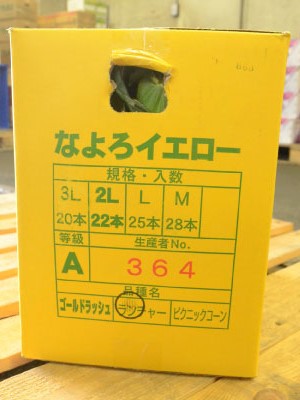 なよろイエロー
規格・入数
3L 2L L M
20本 22本 25本 28本
等級 生産者No.
A 364
品種名
ゴールドラッシュ ランチャー ピクニックコーン